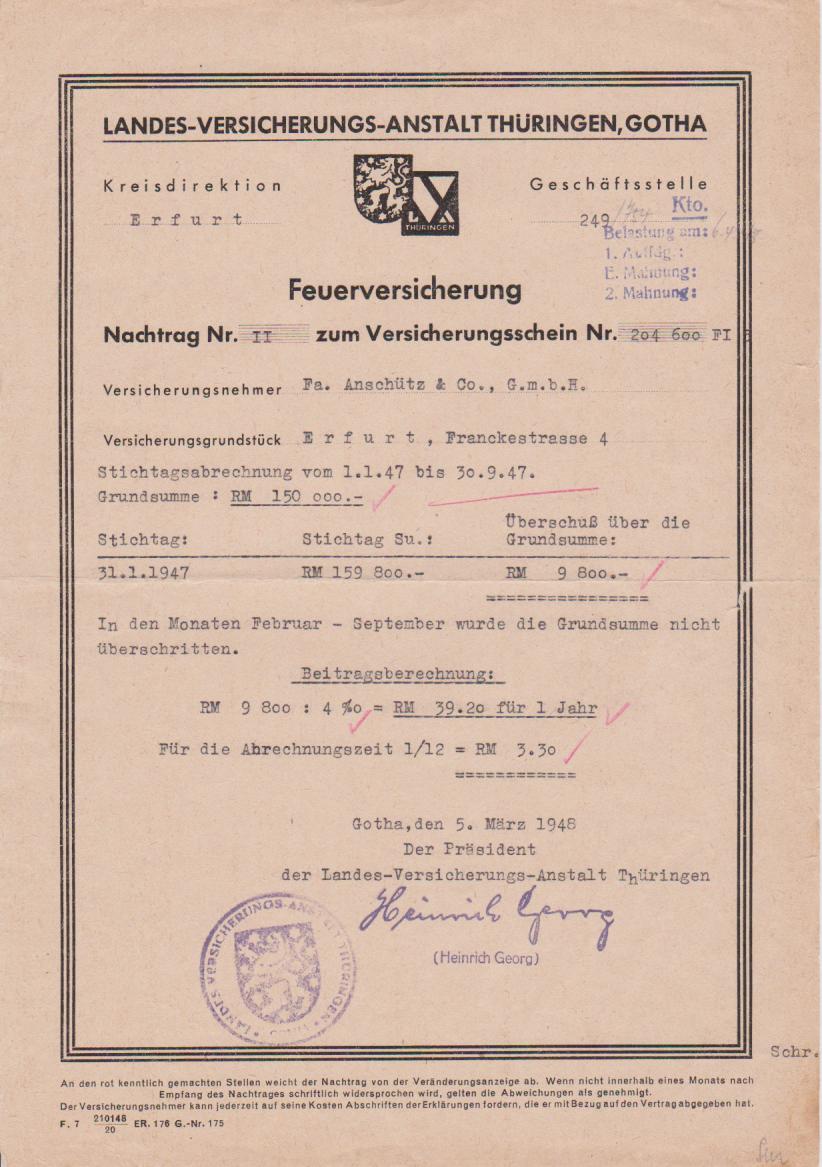 LANDES-VERSICHERUNGS-ANSTALT THÜRINGEN, GOTHA
Kreisdirektion Geschäftsstelle
Erfurt 249
THÜRINGEN
Kto.
Belastung am:
1. Auffdg.:
E. Mahnung:
2. Mahnung:
Feuerversicherung
Nachtrag Nr. II zum Versicherungsschein Nr. 204 600 FI
Versicherungsnehmer Fa. Anschütz & Co., G.m.b.H.
Versicherungsgrundstück Erfurt, Franckestrasse 4
Stichtagsabrechnung vom 1.1.47 bis 30.9.47.
Grundsumme : RM 150 000.-
Überschuß über die
Stichtag: Stichtag Su.: Grundsumme:
31.1.1947 RM 159 800.- RM 9 800.-
In den Monaten Februar - September wurde die Grundsumme nicht
überschritten.
Beitragsberechnung:
RM 9 800 : 4 %o = RM 39.20 für 1 Jahr
Für die Abrechnungszeit 1/12 = RM 3.30
Gotha,den 5. März 1948
Der Präsident
der Landes-Versicherungs-Anstalt Thüringen
Heinrich Georg
(Heinrich Georg)
LANDES VERSICHERUNGS-ANSTALT THÜRINGEN
Schr.
An den rot kenntlich gemachten Stellen weicht der Nachtrag von der Veränderungsanzeige ab. Wenn nicht innerhalb eines Monats nach
Empfang des Nachtrages schriftlich widersprochen wird, gelten die Abweichungen als genehmigt.
Der Versicherungsnehmer kann jederzeit auf seine Kosten Abschriften der Erklärungen fordern, die er mit Bezug auf den Vertrag abgegeben hat.
F. 7 210148/20 ER. 176 G.-Nr. 175